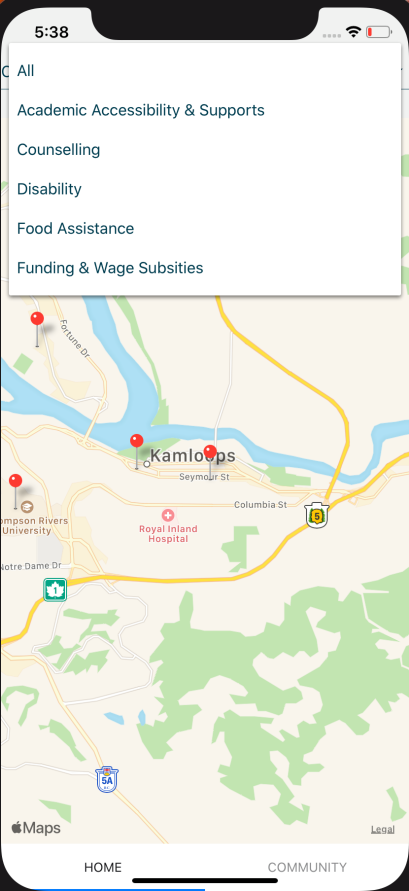 5:38
All
Academic Accessibility & Supports
Counselling
Disability
Food Assistance
Funding & Wage Subsities
Fortune Dr
Kamloops
Seymour St
Columbia St
5
mpson Rivers
University
Royal Inland
Hospital
Notre Dame Dr
1
5A
Maps
Legal
HOME
COMMUNITY